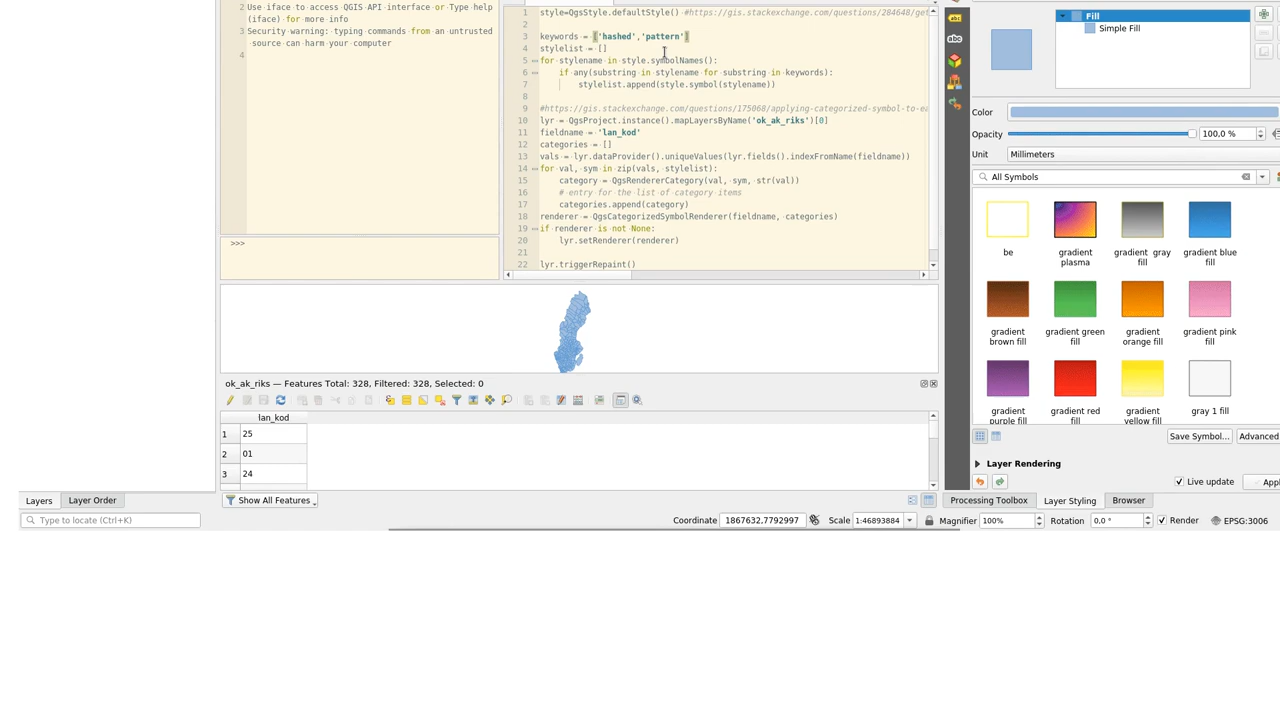 2 Use iface to access QGIS API interface or Type help
(iface) for more info
3 Security warning: typing commands from an untrusted
source can harm your computer
4
>>>
1 style=QgsStyle.defaultStyle() #https://gis.stackexchange.com/questions/284648/get
2
3 keywords = ['hashed','pattern']
4 stylelist = []
5 for stylename in style.symbolNames():
6 if any(substring in stylename for substring in keywords):
7 stylelist.append(style.symbol(stylename))
8
9 #https://gis.stackexchange.com/questions/175068/applying-categorized-symbol-to-ea
10 lyr = QgsProject.instance().mapLayersByName('ok_ak_riks')[0]
11 fieldname = 'lan_kod'
12 categories = []
13 vals = lyr.dataProvider().uniqueValues(lyr.fields().indexFromName(fieldname))
14 for val, sym in zip(vals, stylelist):
15 category = QgsRendererCategory(val, sym, str(val))
16 # entry for the list of category items
17 categories.append(category)
18 renderer = QgsCategorizedSymbolRenderer(fieldname, categories)
19 if renderer is not None:
20 lyr.setRenderer(renderer)
21
22 lyr.triggerRepaint()
ok_ak_riks — Features Total: 328, Filtered: 328, Selected: 0
lan_kod
1 25
2 01
3 24
Show All Features
abc
abc
Fill
Simple Fill
Color
Opacity 100,0 %
Unit Millimeters
All Symbols
be
gradient plasma
gradient gray fill
gradient blue fill
gradient brown fill
gradient green fill
gradient orange fill
gradient pink fill
gradient purple fill
gradient red fill
gradient yellow fill
gray 1 fill
Save Symbol... Advanced
Layer Rendering
Live update Appl
Layers Layer Order
Processing Toolbox Layer Styling Browser
Type to locate (Ctrl+K) Coordinate 1867632,7792997 Scale 1:46893884 Magnifier 100% Rotation 0,0 ° Render EPSG:3006